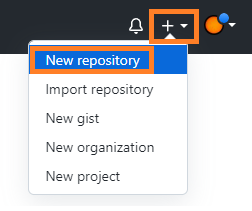 New repository
Import repository
New gist
New organization
New project